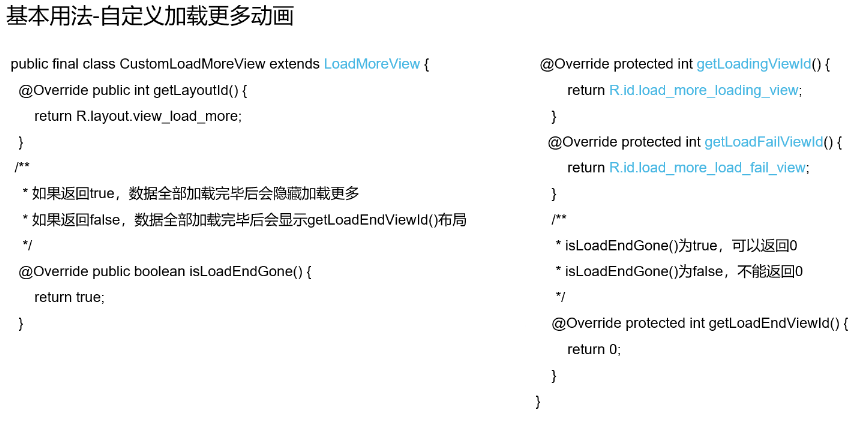 基本用法-自定义加载更多动画
public final class CustomLoadMoreView extends LoadMoreView {
@Override public int getLayoutId() {
return R.layout.view_load_more;
}
/**
* 如果返回true，数据全部加载完毕后会隐藏加载更多
* 如果返回false，数据全部加载完毕后会显示getLoadEndViewId()布局
*/
@Override public boolean isLoadEndGone() {
return true;
}
@Override protected int getLoadingViewId() {
return R.id.load_more_loading_view;
}
@Override protected int getLoadFailViewId() {
return R.id.load_more_load_fail_view;
}
/**
* isLoadEndGone()为true，可以返回0
* isLoadEndGone()为false，不能返回0
*/
@Override protected int getLoadEndViewId() {
return 0;
}
}